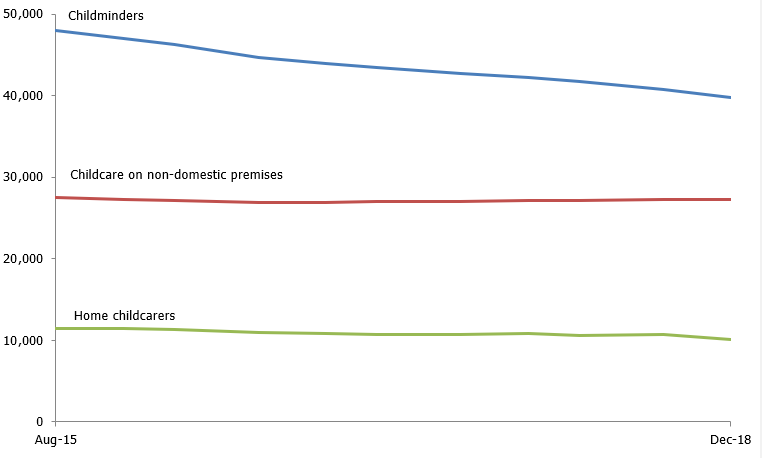 50,000
Childminders
40,000
Childcare on non-domestic premises
30,000
20,000
Home childcarers
10,000
0
Aug-15
Dec-18